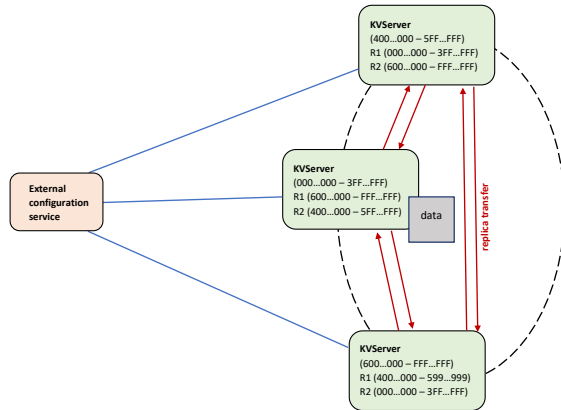 KVServer
(400…000 – 5FF…FFF)
R1 (000…000 – 3FF…FFF)
R2 (600…000 – FFF…FFF)
KVServer
(000…000 – 3FF…FFF)
R1 (600…000 – FFF…FFF)
R2 (400…000 – 5FF…FFF)
data
External
configuration
service
replica transfer
KVServer
(600…000 – FFF…FFF)
R1 (400…000 – 599…999)
R2 (000…000 – 3FF…FFF)